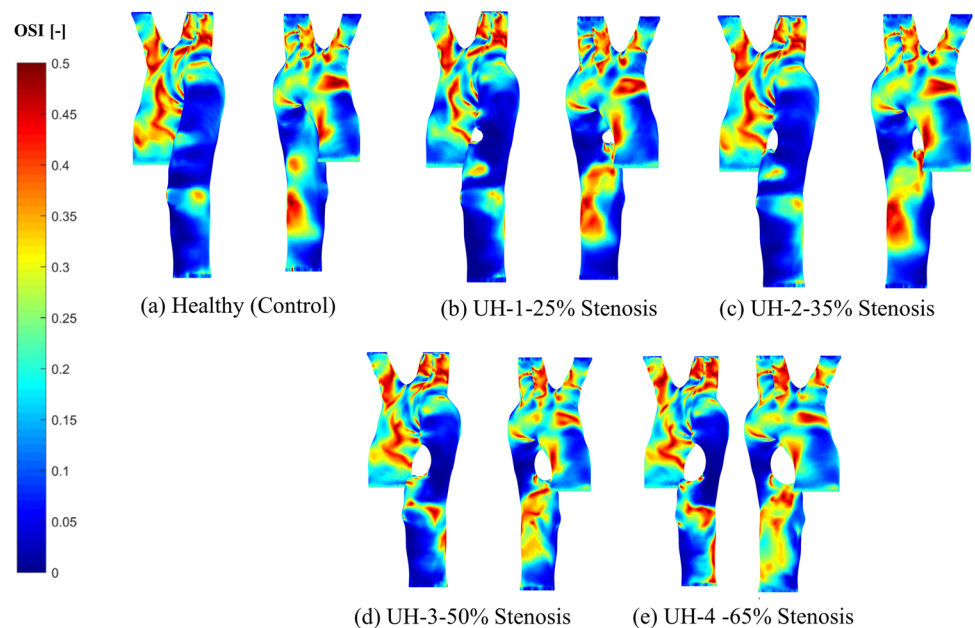 OSI [-]
0.5
0.45
0.4
0.35
0.3
0.25
0.2
0.15
0.1
0.05
0
(a) Healthy (Control)
(b) UH-1-25% Stenosis
(c) UH-2-35% Stenosis
(d) UH-3-50% Stenosis
(e) UH-4 -65% Stenosis